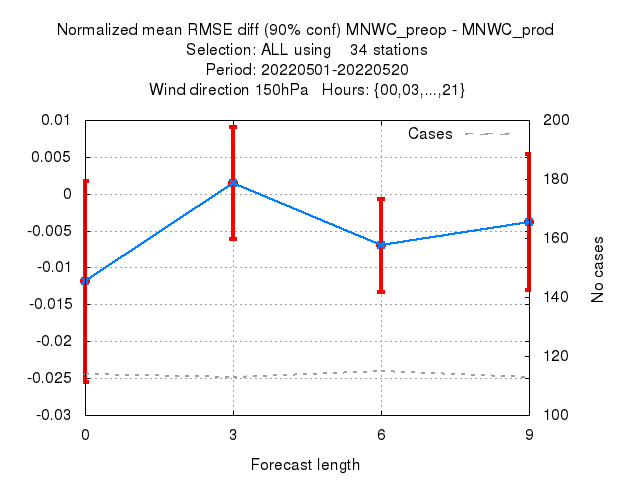 Normalized mean RMSE diff (90% conf) MNWC_preop - MNWC_prod
Selection: ALL using    34 stations
Period: 20220501-20220520
Wind direction 150hPa   Hours: {00,03,...,21}
0.01
0.005
0
-0.005
-0.01
-0.015
-0.02
-0.025
-0.03
Cases
200
180
160
140
120
100
No cases
0 3 6 9
Forecast length